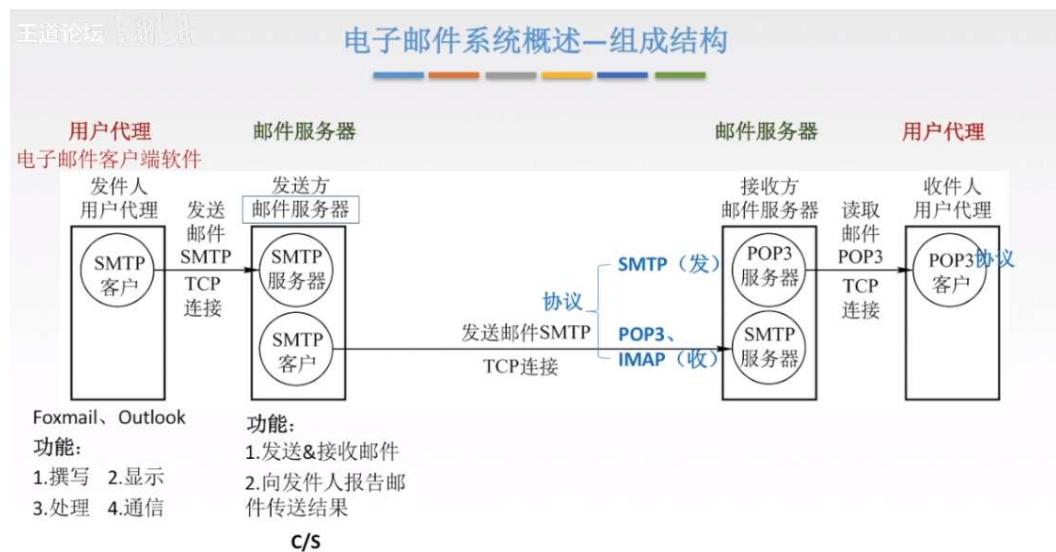 王道论坛
电子邮件系统概述—组成结构
用户代理
电子邮件客户端软件
邮件服务器
邮件服务器
用户代理
发件人
用户代理
发送
邮件
SMTP
TCP
连接
发送方
邮件服务器
接收方
邮件服务器
读取
邮件
POP3
TCP
连接
收件人
用户代理
SMTP
客户
SMTP
服务器
SMTP
客户
协议
SMTP（发）
POP3、
IMAP（收）
发送邮件SMTP
TCP连接
POP3
服务器
SMTP
服务器
POP3
客户
协议
Foxmail、Outlook
功能：
1.撰写 2.显示
3.处理 4.通信
功能：
1.发送&接收邮件
2.向发件人报告邮
件传送结果
C/S